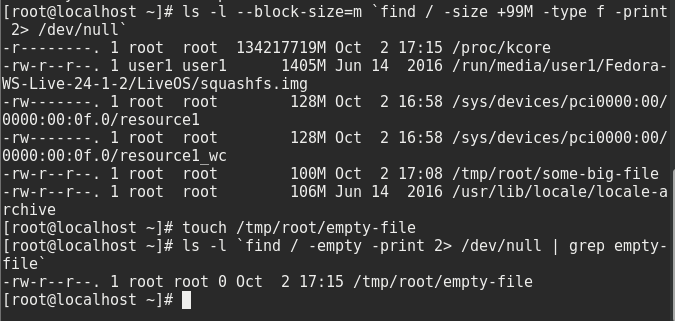 [root@localhost ~]# ls -l --block-size=m `find / -size +99M -type f -print
 2> /dev/null`
-r--------. 1 root  root  134217719M Oct  2 17:15 /proc/kcore
-rw-r--r--. 1 user1 user1      1405M Jun 14  2016 /run/media/user1/Fedora-
WS-Live-24-1-2/LiveOS/squashfs.img
-rw-------. 1 root  root        128M Oct  2 16:58 /sys/devices/pci0000:00/
0000:00:0f.0/resource1
-rw-------. 1 root  root        128M Oct  2 16:58 /sys/devices/pci0000:00/
0000:00:0f.0/resource1_wc
-rw-r--r--. 1 root  root        100M Oct  2 17:08 /tmp/root/some-big-file
-rw-r--r--. 1 root  root        106M Jun 14  2016 /usr/lib/locale/locale-a
rchive
[root@localhost ~]# touch /tmp/root/empty-file
[root@localhost ~]# ls -l `find / -empty -print 2> /dev/null | grep empty-
file`
-rw-r--r--. 1 root root 0 Oct  2 17:15 /tmp/root/empty-file
[root@localhost ~]#